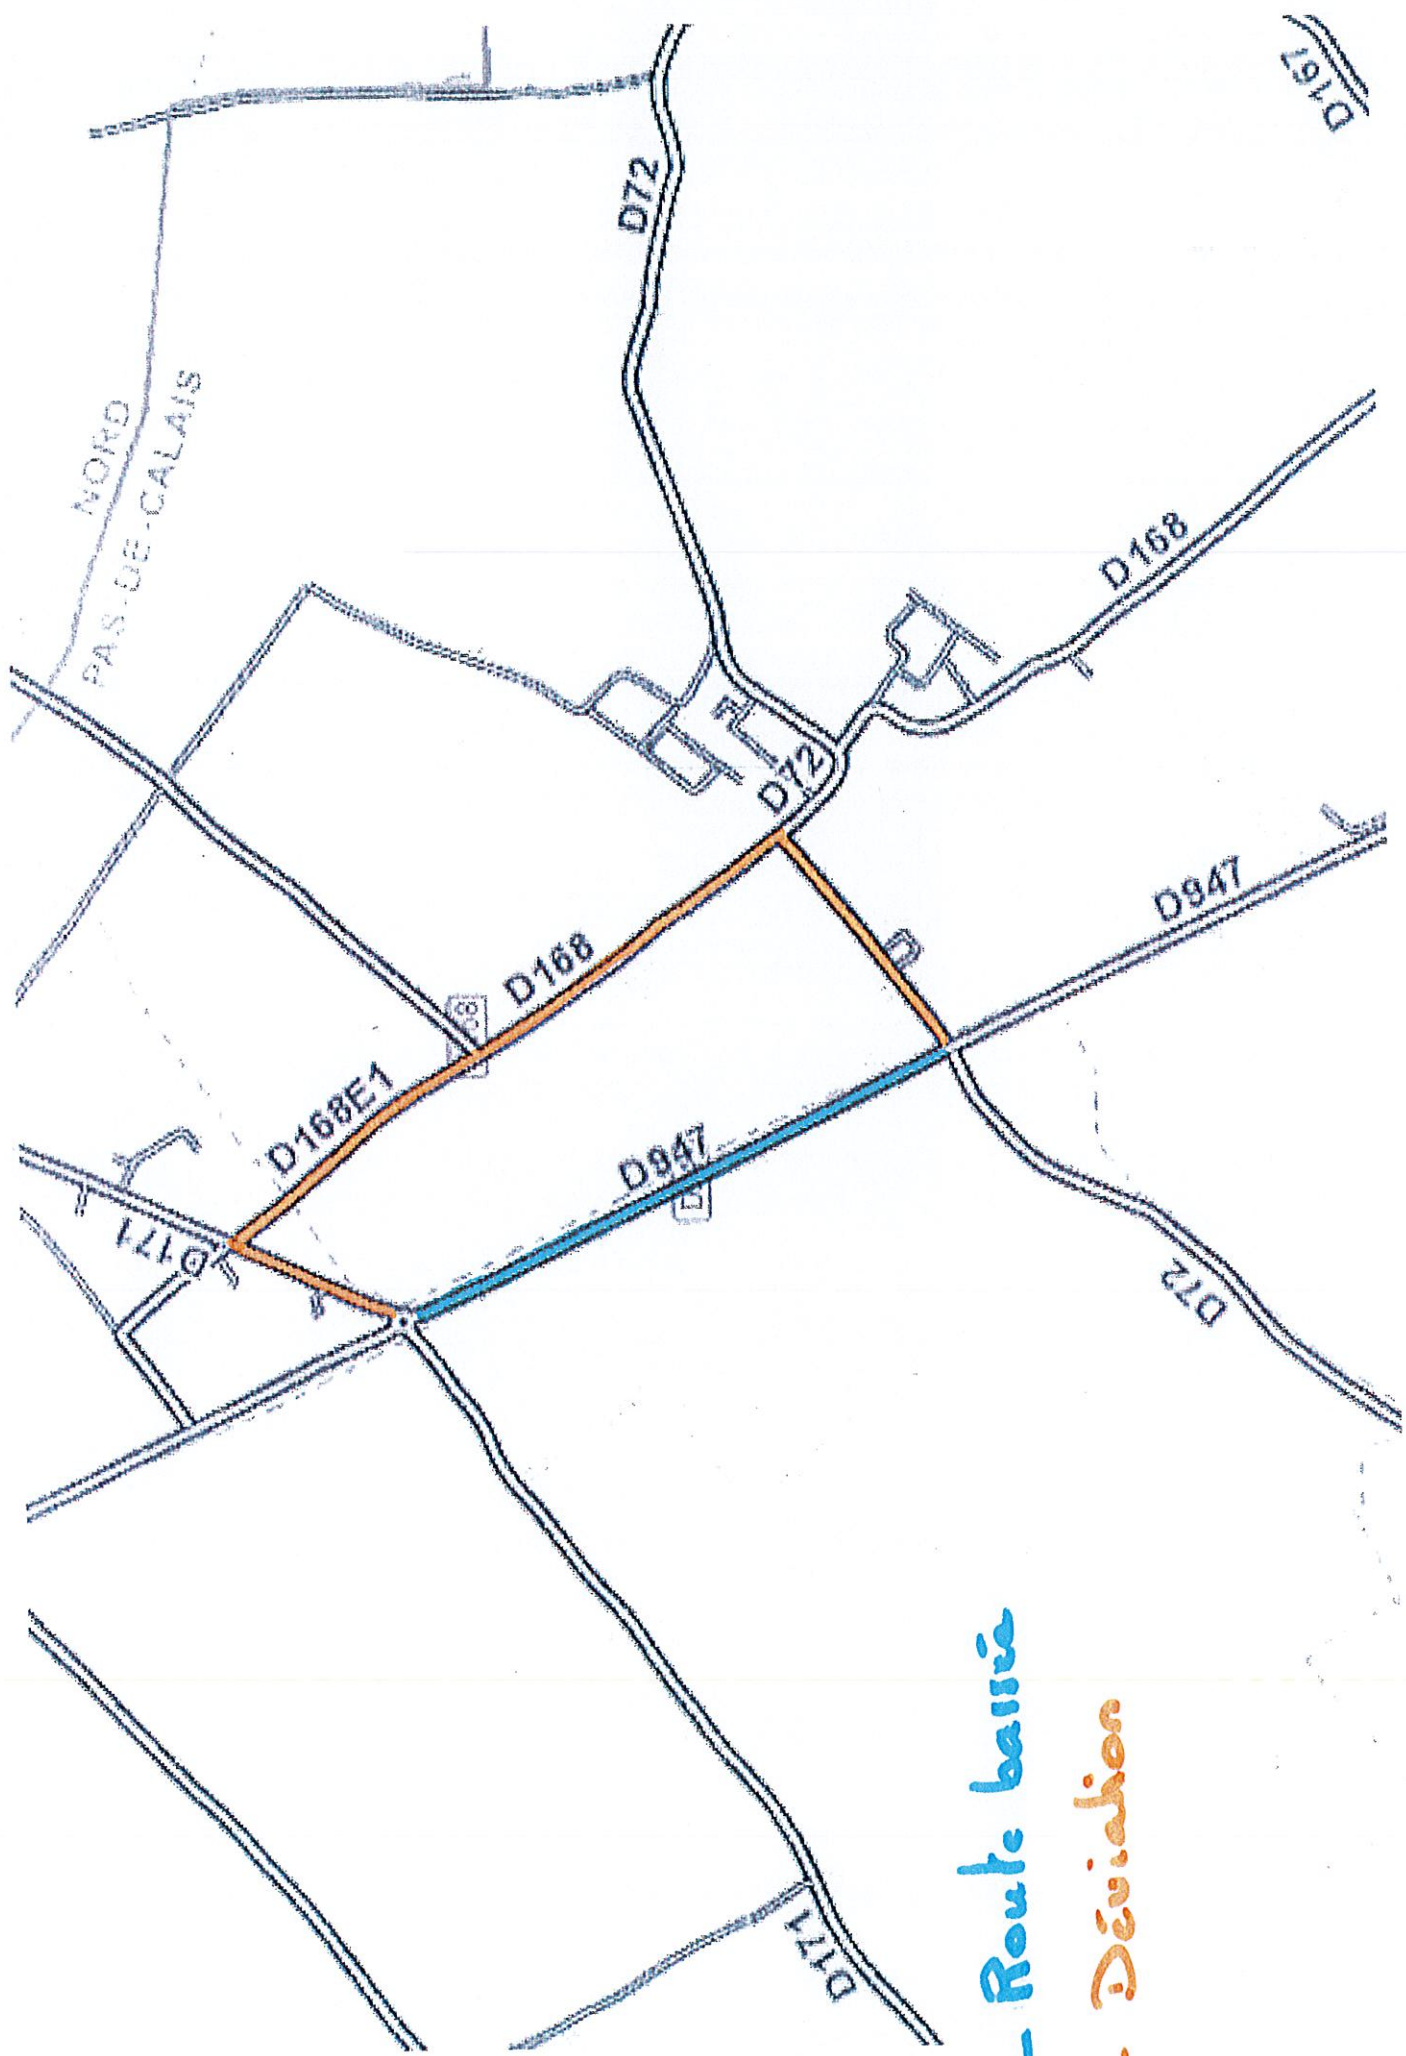 D167
D72
NORD
PAS-DE-CALAIS
D168
D72
D947
D168
D168E1
D947
D171
D72
D171
- Route barrée
- Déviation